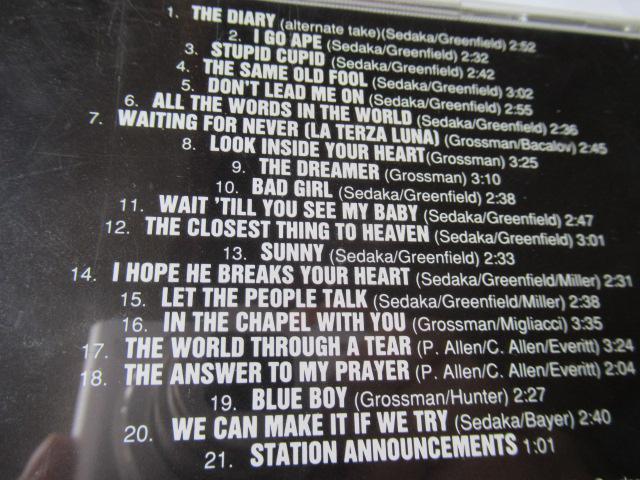 1. THE DIARY (alternate take)(Sedaka/Greenfield) 2:52
2. I GO APE (Sedaka/Greenfield) 2:32
3. STUPID CUPID (Sedaka/Greenfield) 2:42
4. THE SAME OLD FOOL (Sedaka/Greenfield) 3:02
5. DON'T LEAD ME ON (Sedaka/Greenfield) 2:55
6. ALL THE WORDS IN THE WORLD (Sedaka/Greenfield) 2:36
7. WAITING FOR NEVER (LA TERZA LUNA) (Grossman/Bacalov) 2:45
8. LOOK INSIDE YOUR HEART(Grossman) 3:25
9. THE DREAMER (Grossman) 3:10
10. BAD GIRL (Sedaka/Greenfield) 2:38
11. WAIT 'TILL YOU SEE MY BABY (Sedaka/Greenfield) 2:47
12. THE CLOSEST THING TO HEAVEN (Sedaka/Greenfield) 3:01
13. SUNNY (Sedaka/Greenfield) 2:33
14. I HOPE HE BREAKS YOUR HEART (Sedaka/Greenfield/Miller) 2:31
15. LET THE PEOPLE TALK (Sedaka/Greenfield/Miller) 2:38
16. IN THE CHAPEL WITH YOU (Grossman/Migliacci) 3:35
17. THE WORLD THROUGH A TEAR (P. Allen/C. Allen/Everitt) 3:24
18. THE ANSWER TO MY PRAYER (P. Allen/C. Allen/Everitt) 2:04
19. BLUE BOY (Grossman/Hunter) 2:27
20. WE CAN MAKE IT IF WE TRY (Sedaka/Bayer) 2:40
21. STATION ANNOUNCEMENTS 1:01